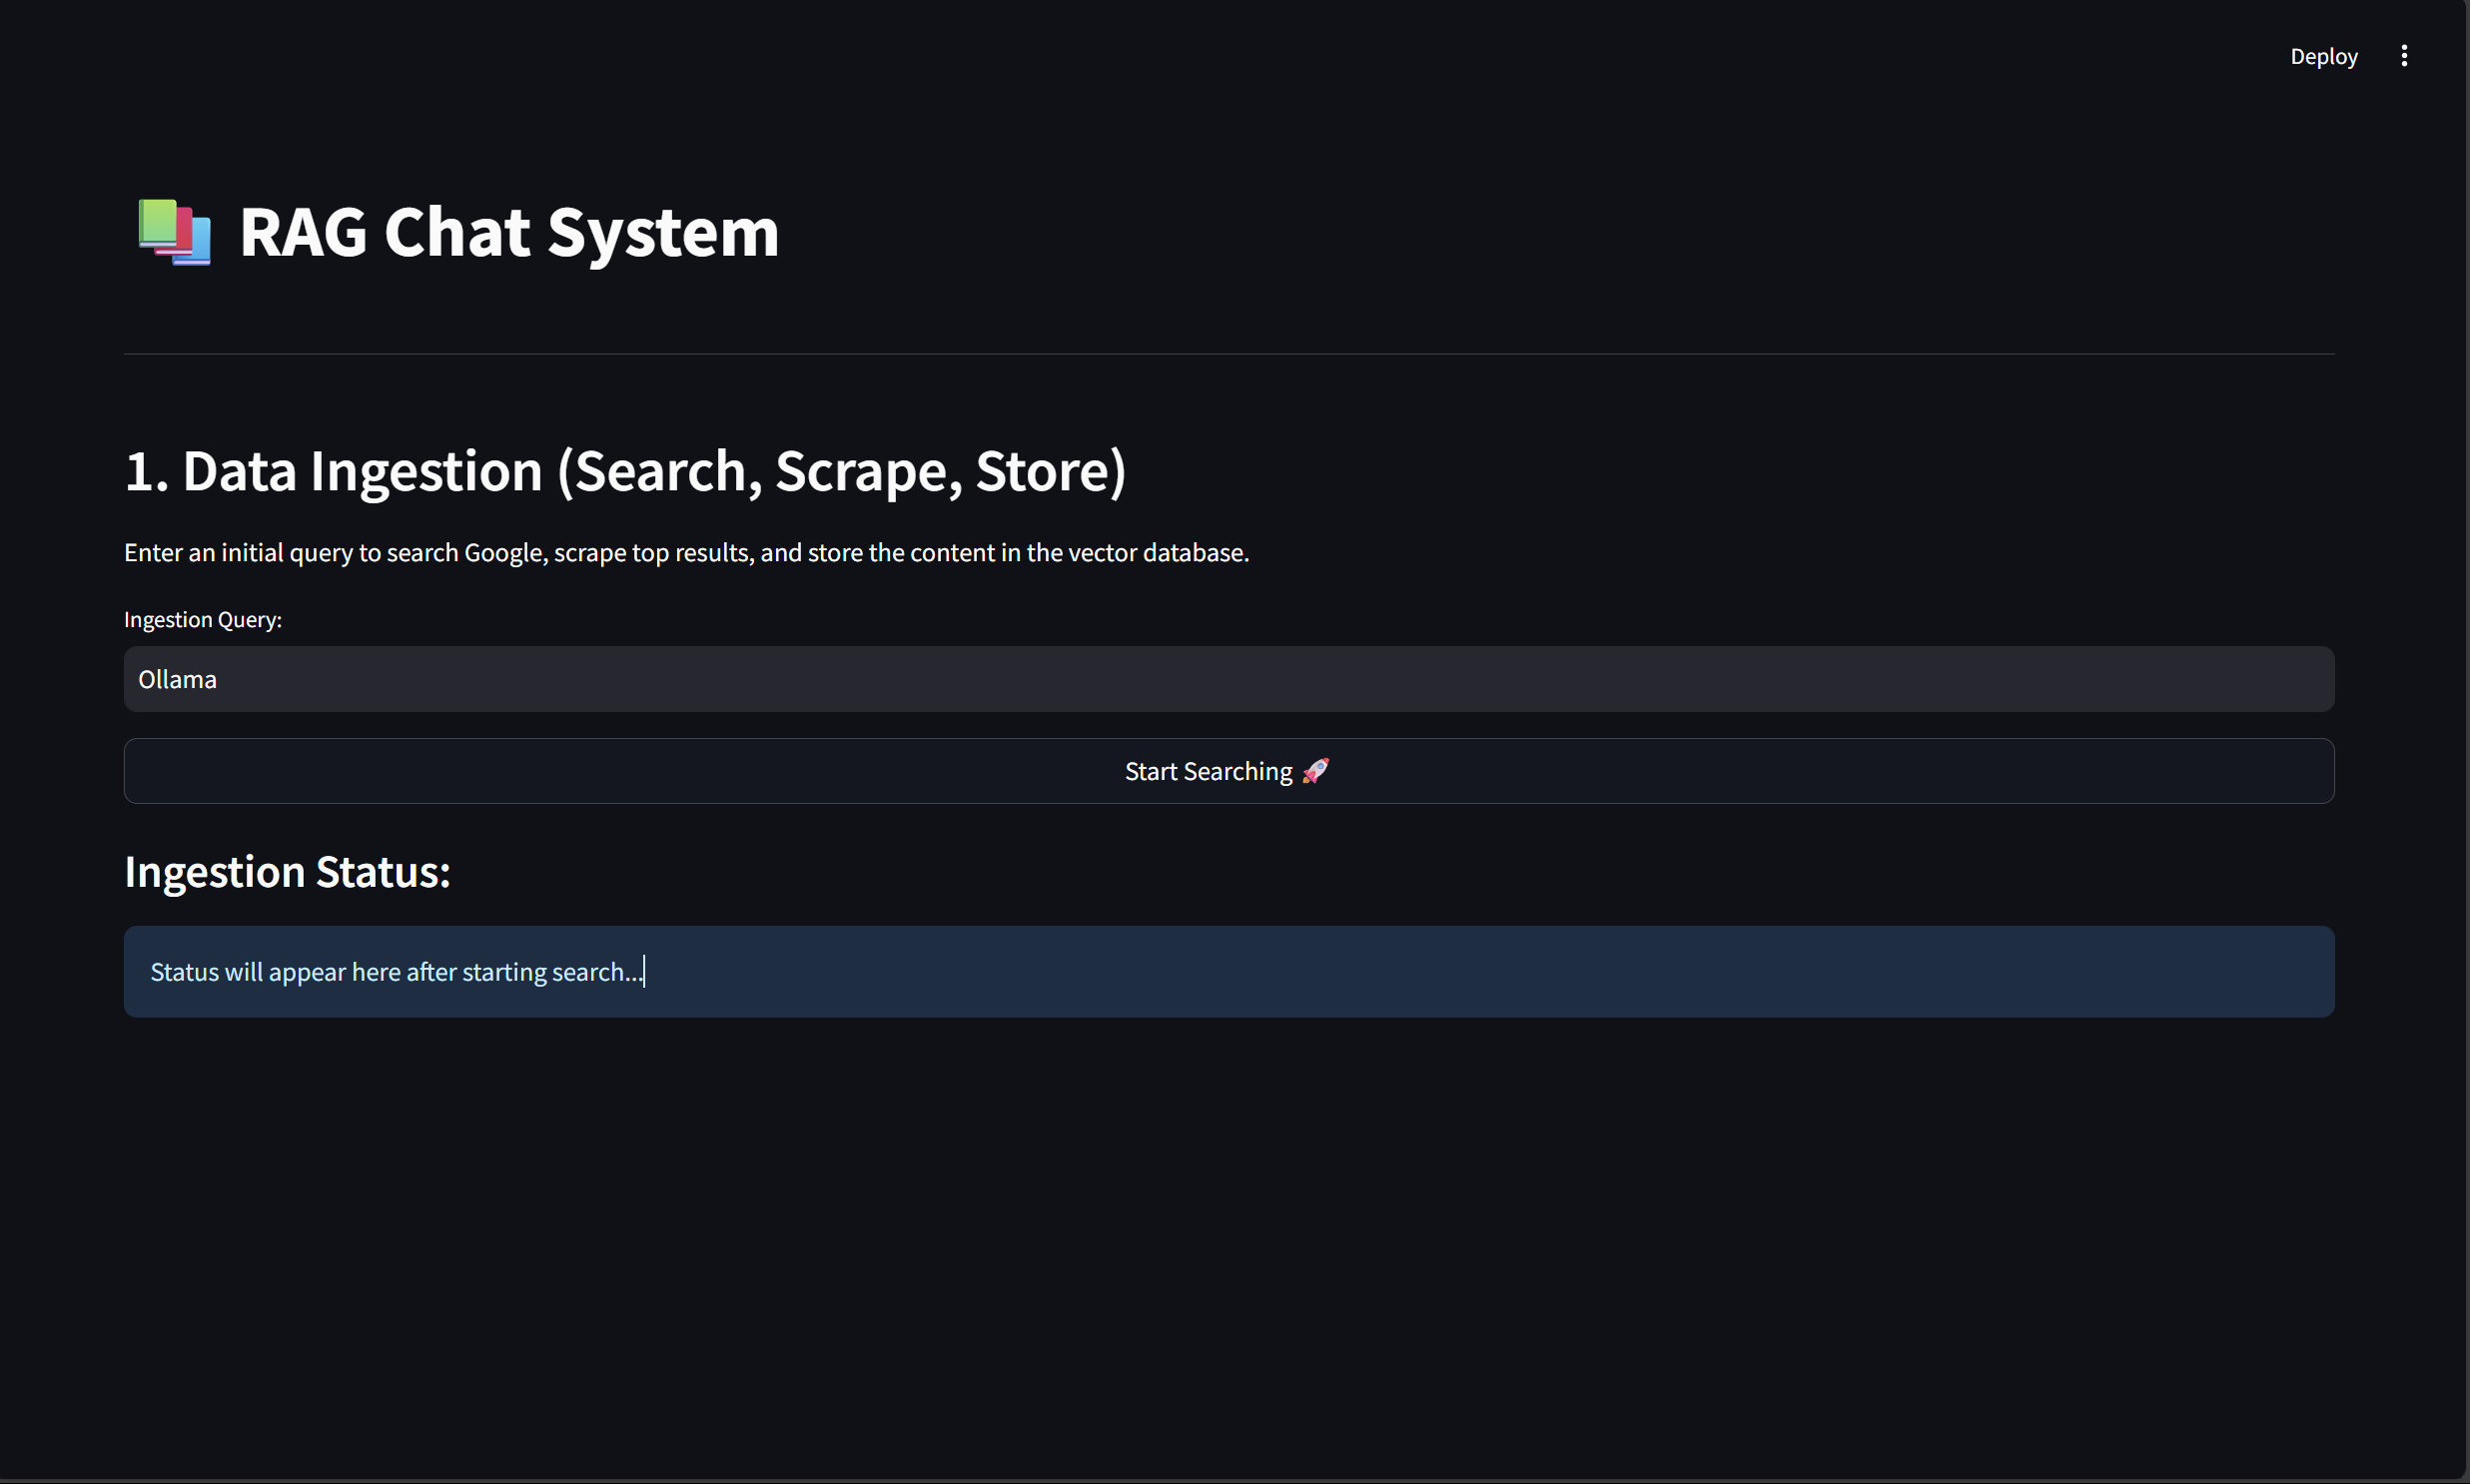 Deploy
RAG Chat System
1. Data Ingestion (Search, Scrape, Store)
Enter an initial query to search Google, scrape top results, and store the content in the vector database.
Ingestion Query:
Ollama
Start Searching 🚀
Ingestion Status:
Status will appear here after starting search...